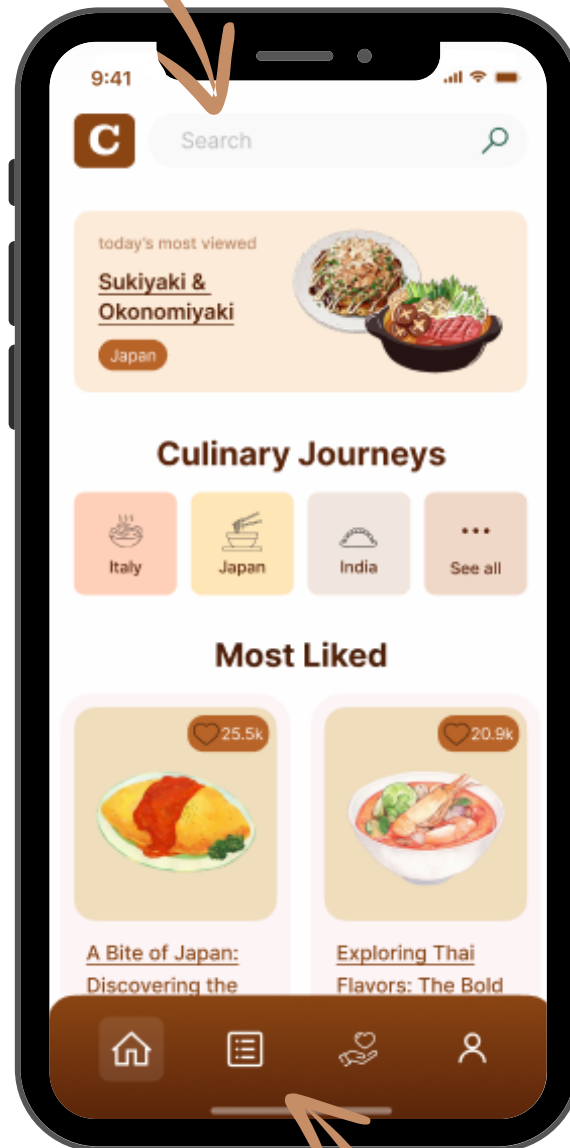 9:41
C
Search
today's most viewed
Sukiyaki &
Okonomiyaki
Japan
Culinary Journeys
Italy
Japan
India
See all
Most Liked
25.5k
20.9k
A Bite of Japan:
Discovering the
Exploring Thai
Flavors: The Bold